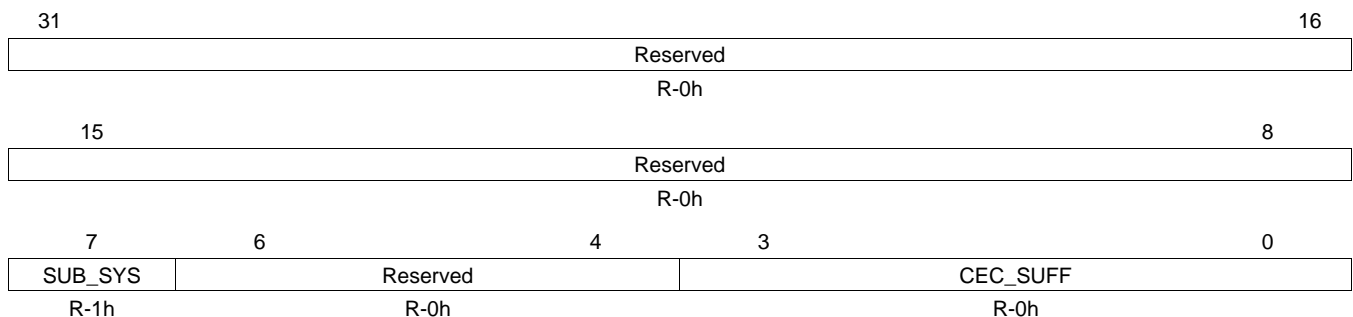 31 16
Reserved
R-0h
15 8
Reserved
R-0h
7 6 4 3 0
SUB_SYS Reserved CEC_SUFF
R-1h R-0h R-0h